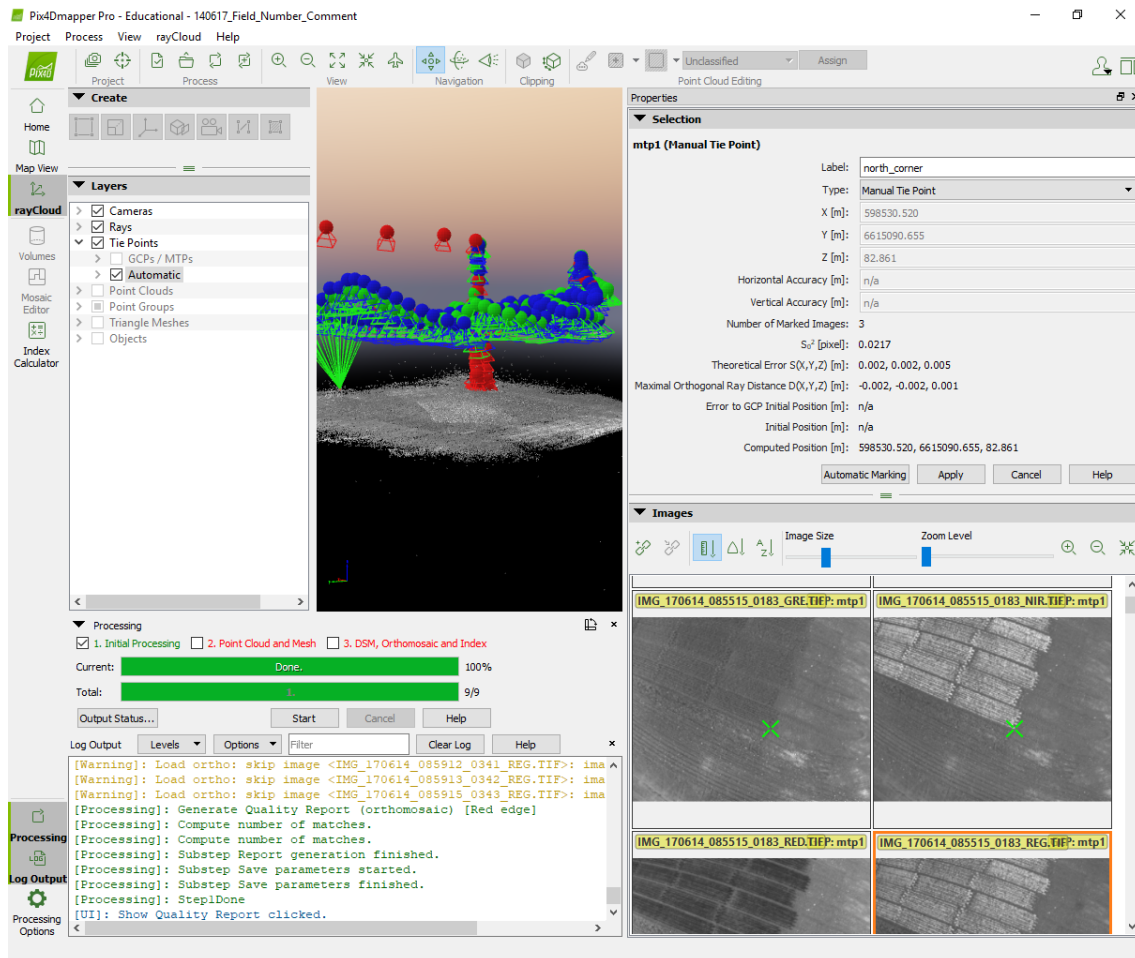 Pix4Dmapper Pro - Educational - 140617_Field_Number_Comment
Project Process View rayCloud Help
PIX4D
Project Process View Navigation Clipping Point Cloud Editing
Unclassified Assign
Home
Map View
rayCloud
Volumes
Mosaic
Editor
Index
Calculator
Create
Layers
Cameras
Rays
Tie Points
GCPs / MTPs
Automatic
Point Clouds
Point Groups
Triangle Meshes
Objects
Properties
Selection
mtp1 (Manual Tie Point)
Label: north_corner
Type: Manual Tie Point
X [m]: 598530.520
Y [m]: 6615090.655
Z [m]: 82.861
Horizontal Accuracy [m]: n/a
Vertical Accuracy [m]: n/a
Number of Marked Images: 3
S₀² [pixel]: 0.0217
Theoretical Error S(X,Y,Z) [m]: 0.002, 0.002, 0.005
Maximal Orthogonal Ray Distance D(X,Y,Z) [m]: -0.002, -0.002, 0.001
Error to GCP Initial Position [m]: n/a
Initial Position [m]: n/a
Computed Position [m]: 598530.520, 6615090.655, 82.861
Automatic Marking Apply Cancel Help
Images
Image Size Zoom Level
IMG_170614_085515_0183_GRE.TIF MTP: mtp1
IMG_170614_085515_0183_NIR.TIF MTP: mtp1
IMG_170614_085515_0183_RED.TIF MTP: mtp1
IMG_170614_085515_0183_REG.TIF MTP: mtp1
Processing
1. Initial Processing 2. Point Cloud and Mesh 3. DSM, Orthomosaic and Index
Current: Done. 100%
Total: 9/9
Output Status... Start Cancel Help
Log Output Levels Options Filter Clear Log Help
[Warning]: Load ortho: skip image <IMG_170614_085912_0341_REG.TIF>: ima
[Warning]: Load ortho: skip image <IMG_170614_085913_0342_REG.TIF>: ima
[Warning]: Load ortho: skip image <IMG_170614_085915_0343_REG.TIF>: ima
[Processing]: Generate Quality Report (orthomosaic) [Red edge]
[Processing]: Compute number of matches.
[Processing]: Compute number of matches.
[Processing]: Substep Report generation finished.
[Processing]: Substep Save parameters started.
[Processing]: Substep Save parameters finished.
[Processing]: Step1Done
[UI]: Show Quality Report clicked.
Processing
Log Output
Processing
Options